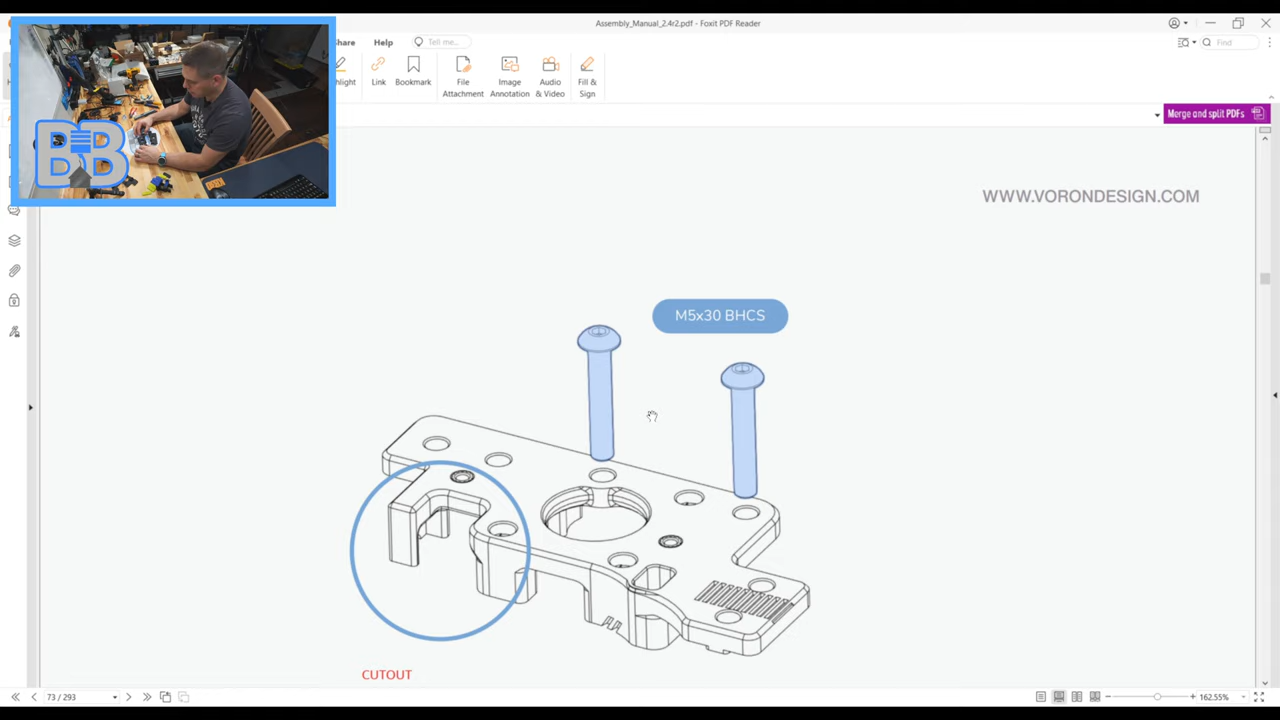 Assembly_Manual_2.4r2.pdf - Foxit PDF Reader
Share
Help
Tell me...
Find
Link
Bookmark
File
Attachment
Image
Annotation
Audio
& Video
Fill &
Sign
Merge and split PDFs
BB
WWW.VORONDESIGN.COM
M5x30 BHCS
CUTOUT
73 / 293
162.55%